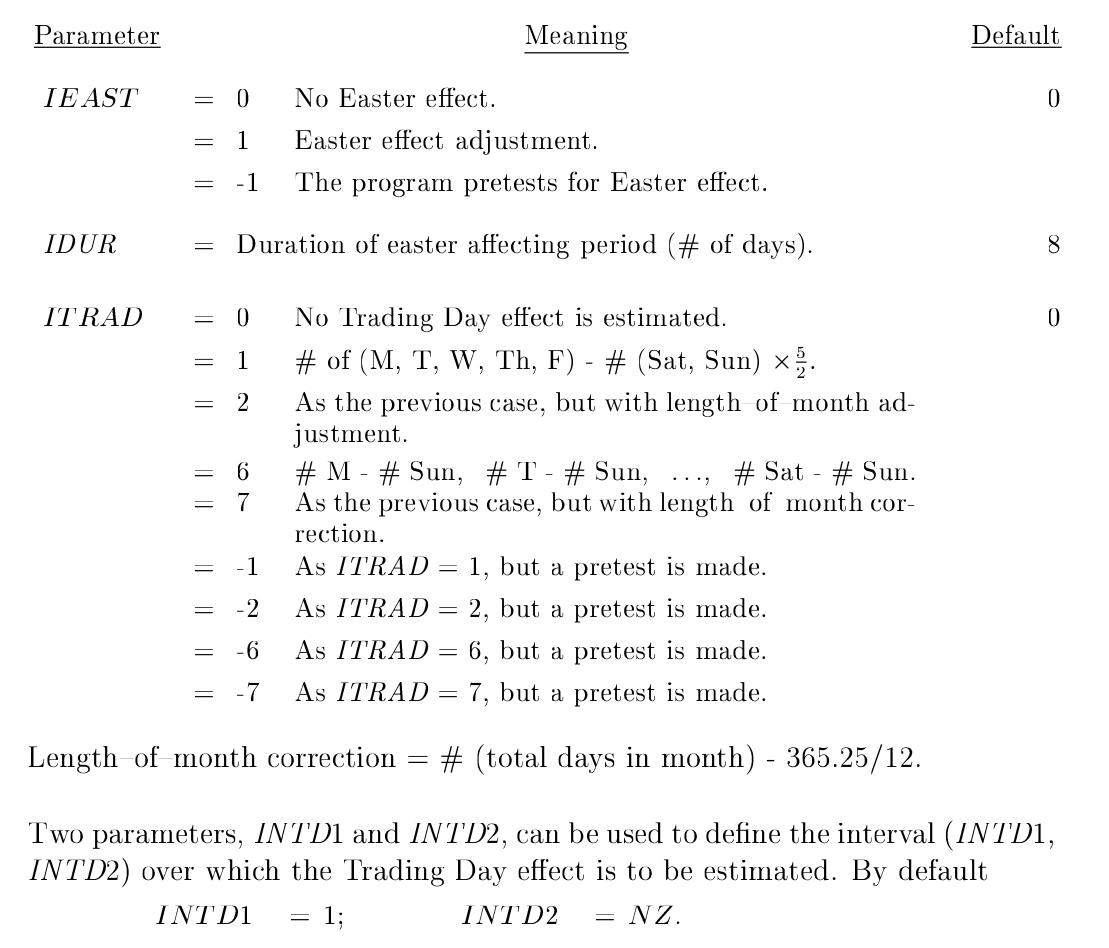 Parameter Meaning Default
IEAST = 0 No Easter effect. 0
= 1 Easter effect adjustment.
= -1 The program pretests for Easter effect.
IDUR = Duration of easter affecting period (# of days). 8
ITRAD = 0 No Trading Day effect is estimated. 0
= 1 # of (M, T, W, Th, F) - # (Sat, Sun) ×5/2.
= 2 As the previous case, but with length–of–month ad-
justment.
= 6 # M - # Sun, # T - # Sun, ..., # Sat - # Sun.
= 7 As the previous case, but with length of month cor-
rection.
= -1 As ITRAD = 1, but a pretest is made.
= -2 As ITRAD = 2, but a pretest is made.
= -6 As ITRAD = 6, but a pretest is made.
= -7 As ITRAD = 7, but a pretest is made.
Length–of–month correction = # (total days in month) - 365.25/12.
Two parameters, INTD1 and INTD2, can be used to define the interval (INTD1,
INTD2) over which the Trading Day effect is to be estimated. By default
INTD1 = 1; INTD2 = NZ.